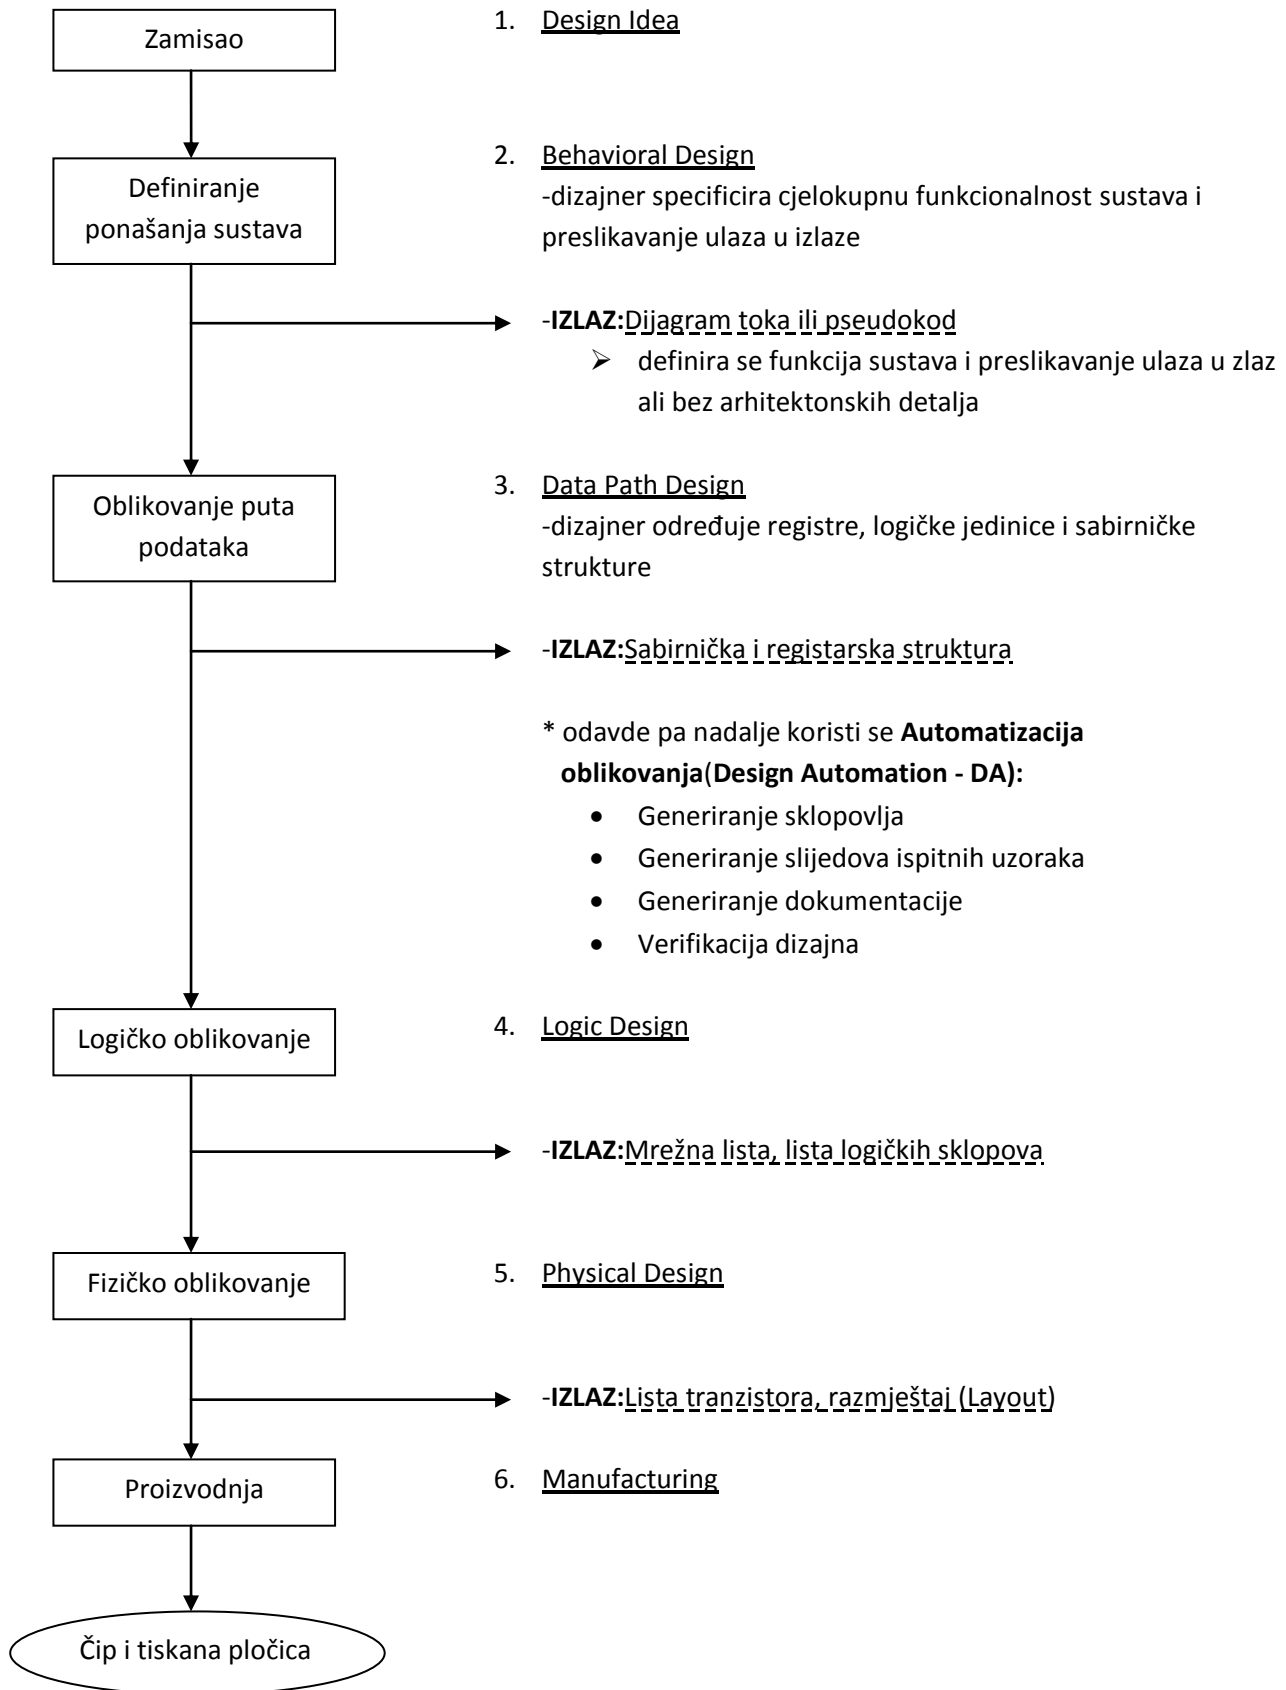 Zamisao
1. Design Idea
Definiranje
ponašanja sustava
2. Behavioral Design
-dizajner specificira cjelokupnu funkcionalnost sustava i
preslikavanje ulaza u izlaze
-IZLAZ:Dijagram toka ili pseudokod
➢ definira se funkcija sustava i preslikavanje ulaza u zlaz
ali bez arhitektonskih detalja
Oblikovanje puta
podataka
3. Data Path Design
-dizajner određuje registre, logičke jedinice i sabirničke
strukture
-IZLAZ:Sabirnička i registarska struktura
* odavde pa nadalje koristi se Automatizacija
oblikovanja(Design Automation - DA):
• Generiranje sklopovlja
• Generiranje slijedova ispitnih uzoraka
• Generiranje dokumentacije
• Verifikacija dizajna
Logičko oblikovanje
4. Logic Design
-IZLAZ:Mrežna lista, lista logičkih sklopova
Fizičko oblikovanje
5. Physical Design
-IZLAZ:Lista tranzistora, razmještaj (Layout)
Proizvodnja
6. Manufacturing
Čip i tiskana pločica